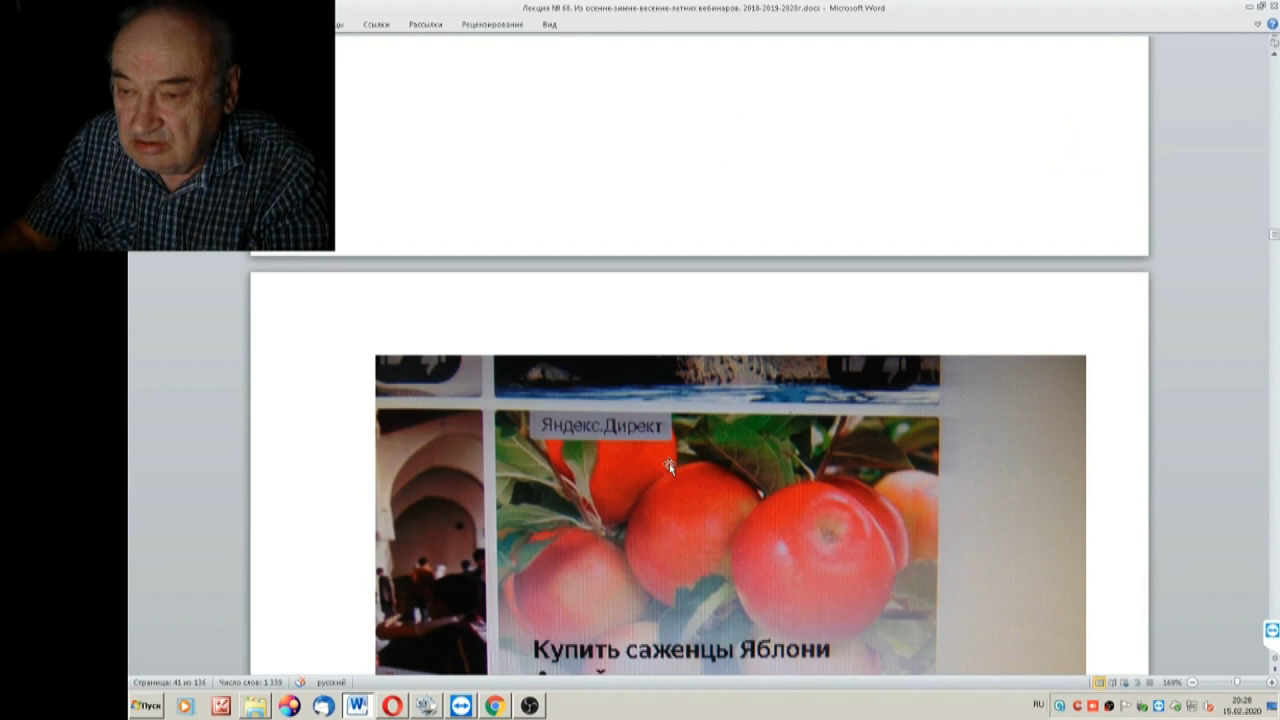 Лекция № 68. Из осенне-зимне-весенне-летних вебинаров. 2018-2019-2020г.docx - Microsoft Word
Ссылки Рассылки Рецензирование Вид
Яндекс.Директ
Купить саженцы Яблони
Страница: 41 из 136 Число слов: 1 339 русский 160%
Пуск RU 20:28
15.02.2020